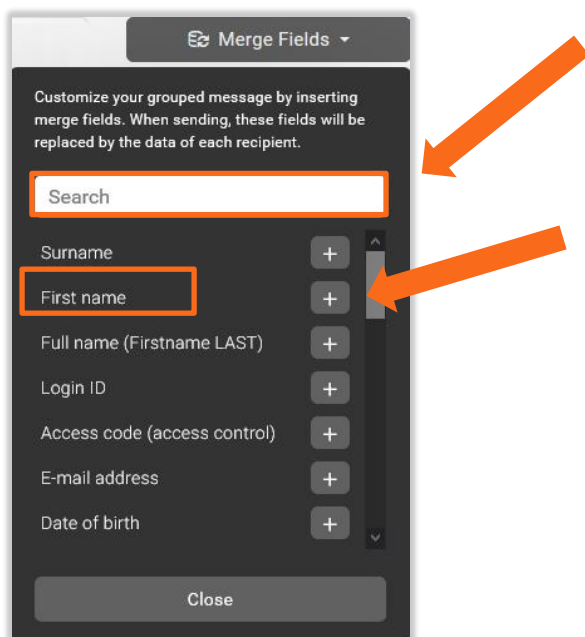 Merge Fields
Customize your grouped message by inserting
merge fields. When sending, these fields will be
replaced by the data of each recipient.
Search
Surname
First name
Full name (Firstname LAST)
Login ID
Access code (access control)
E-mail address
Date of birth
Close